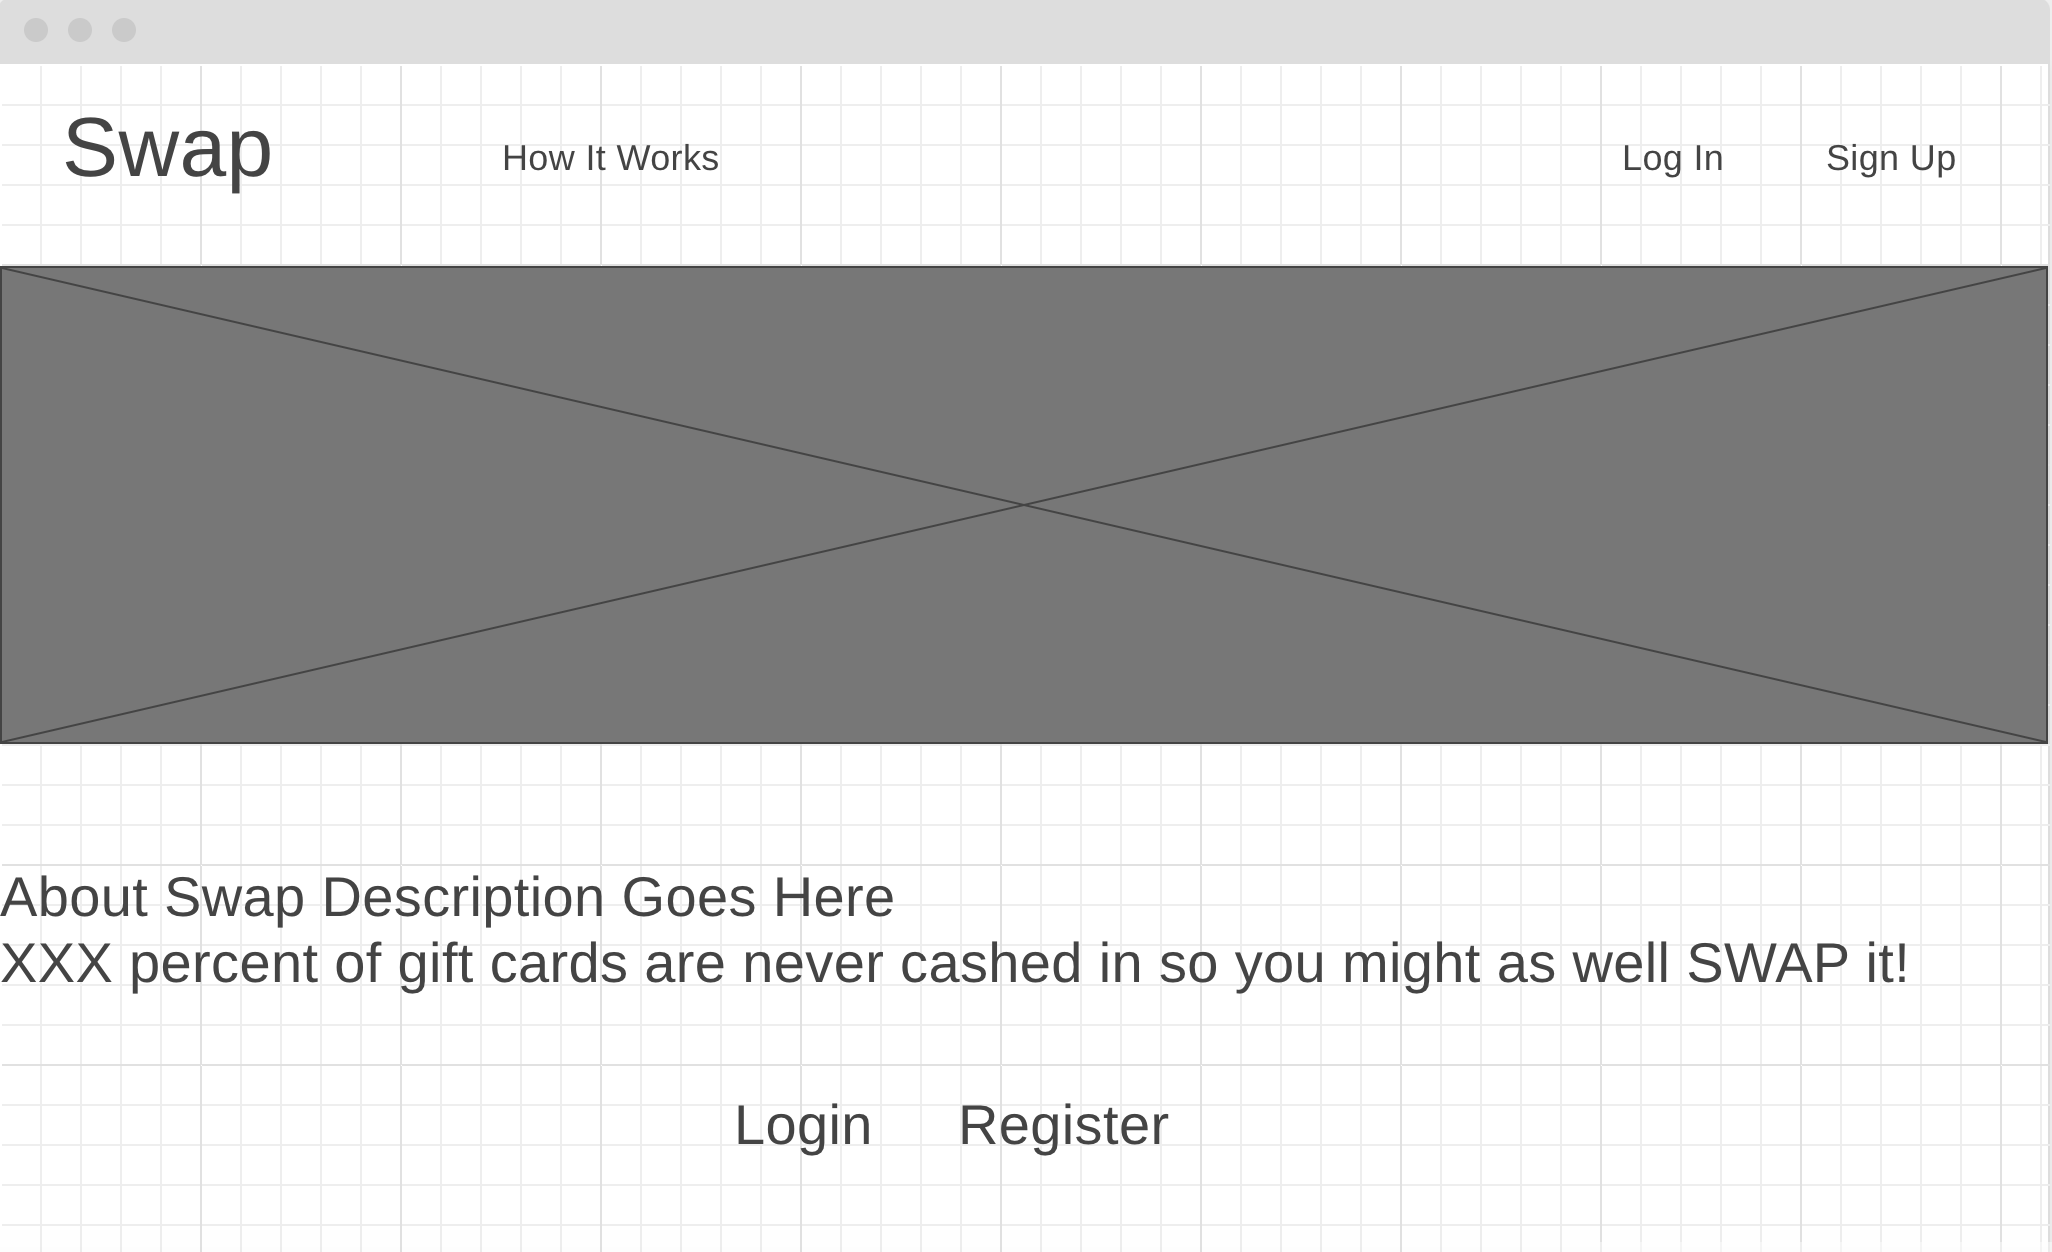 Swap
How It Works
Log In
Sign Up
About Swap Description Goes Here
XXX percent of gift cards are never cashed in so you might as well SWAP it!
Login
Register